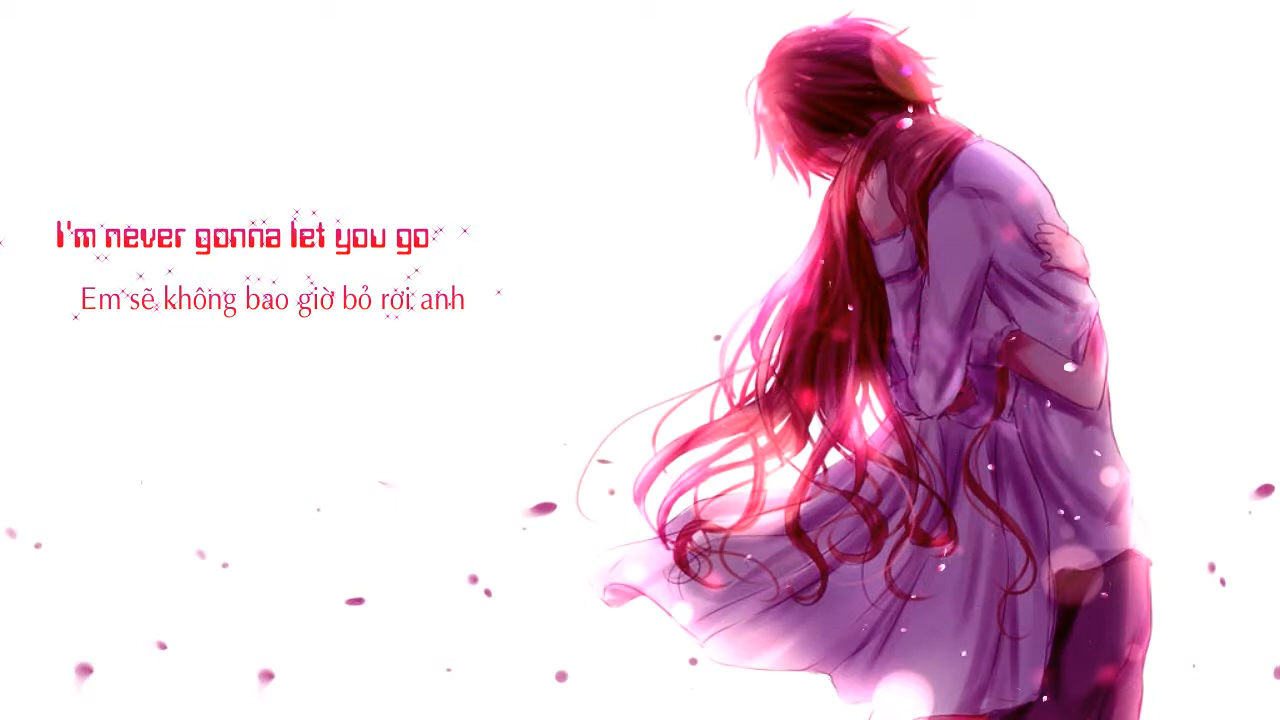 I'm never gonna let you go
Em sẽ không bao giờ bỏ rơi anh